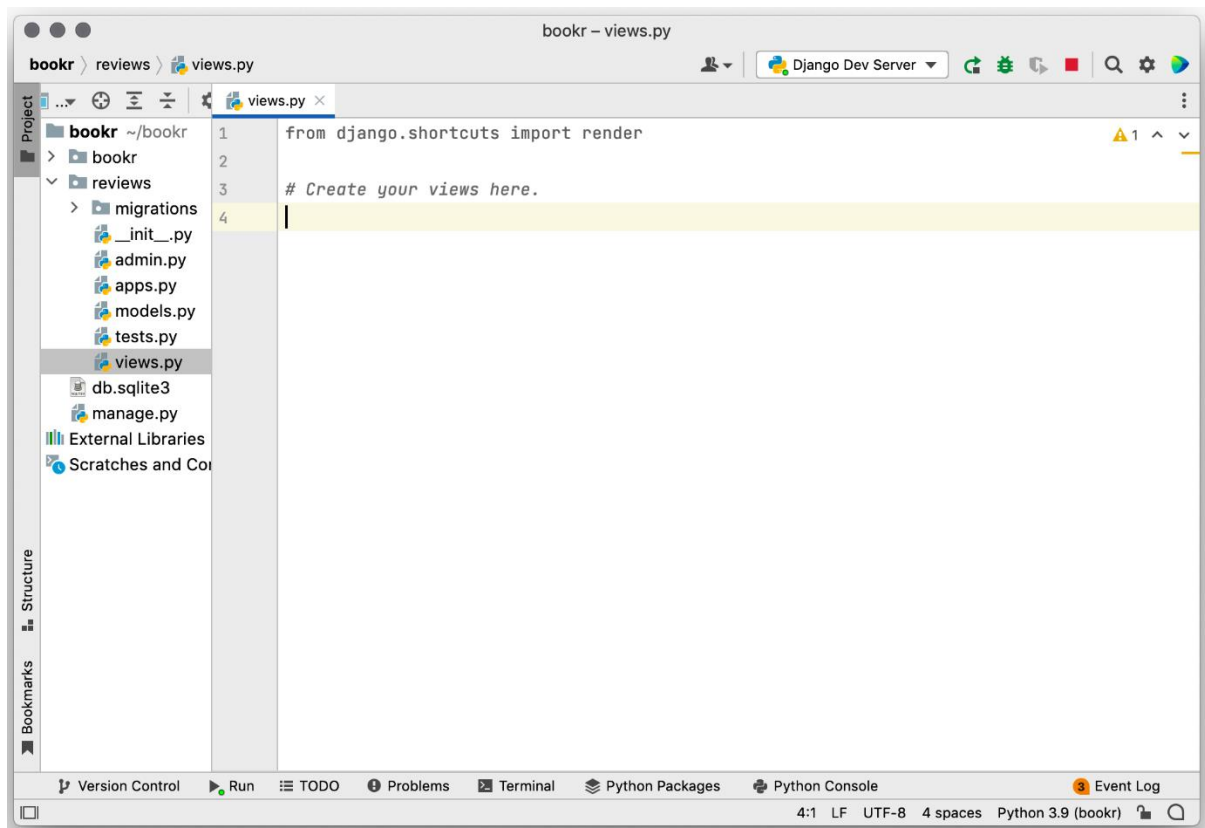 bookr – views.py
bookr 〉 reviews 〉 views.py
Django Dev Server
...
views.py
Project
bookr ~/bookr
bookr
reviews
migrations
__init__.py
admin.py
apps.py
models.py
tests.py
views.py
db.sqlite3
manage.py
External Libraries
Scratches and Con
1 from django.shortcuts import render
2
3 # Create your views here.
4
1
Structure
Bookmarks
Version Control Run TODO Problems Terminal Python Packages Python Console 3 Event Log
4:1 LF UTF-8 4 spaces Python 3.9 (bookr)